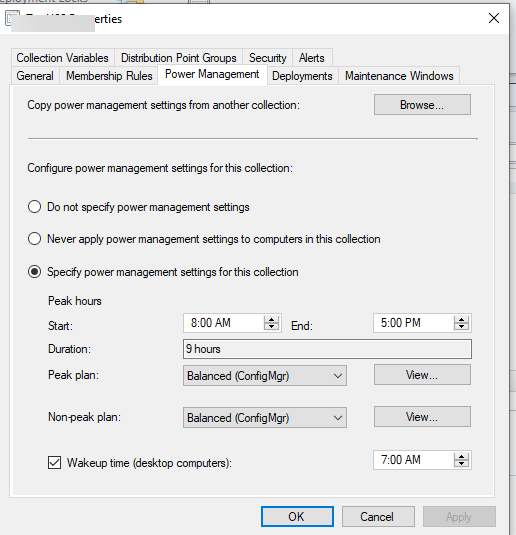 Properties
Collection Variables Distribution Point Groups Security Alerts
General Membership Rules Power Management Deployments Maintenance Windows
Copy power management settings from another collection: Browse...
Configure power management settings for this collection:
Do not specify power management settings
Never apply power management settings to computers in this collection
Specify power management settings for this collection
Peak hours
Start: 8:00 AM End: 5:00 PM
Duration: 9 hours
Peak plan: Balanced (ConfigMgr) View...
Non-peak plan: Balanced (ConfigMgr) View...
Wakeup time (desktop computers): 7:00 AM
OK Cancel Apply